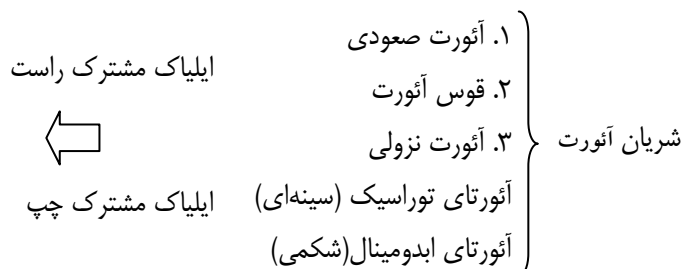 شریان آئورت
۱. آئورت صعودی
۲. قوس آئورت
۳. آئورت نزولی
آئورتای توراسیک (سینه‌ای)
آئورتای ابدومینال(شکمی)
ایلیاک مشترک راست
ایلیاک مشترک چپ